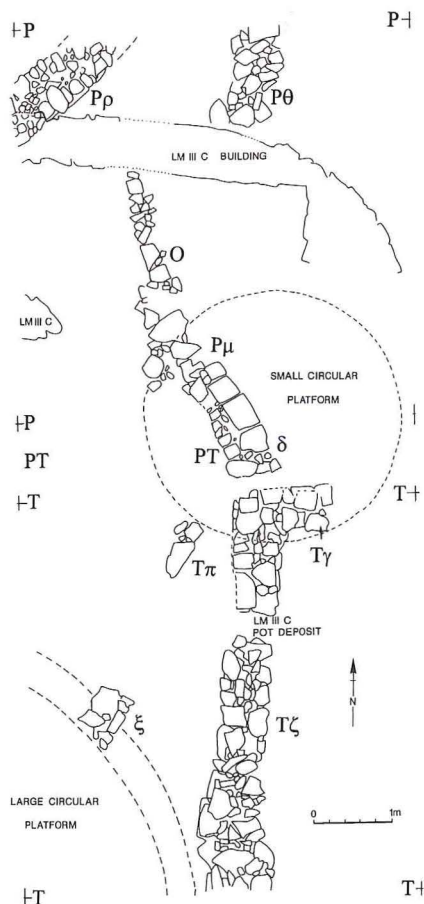 P P
Pρ Pθ
LM III C BUILDING
O
LM III C
Pμ
SMALL CIRCULAR
PLATFORM
P
PT PT δ
T T
Tγ
Tπ
LM III C
POT DEPOSIT
N
ξ Tζ
LARGE CIRCULAR
PLATFORM
0 1m
T T